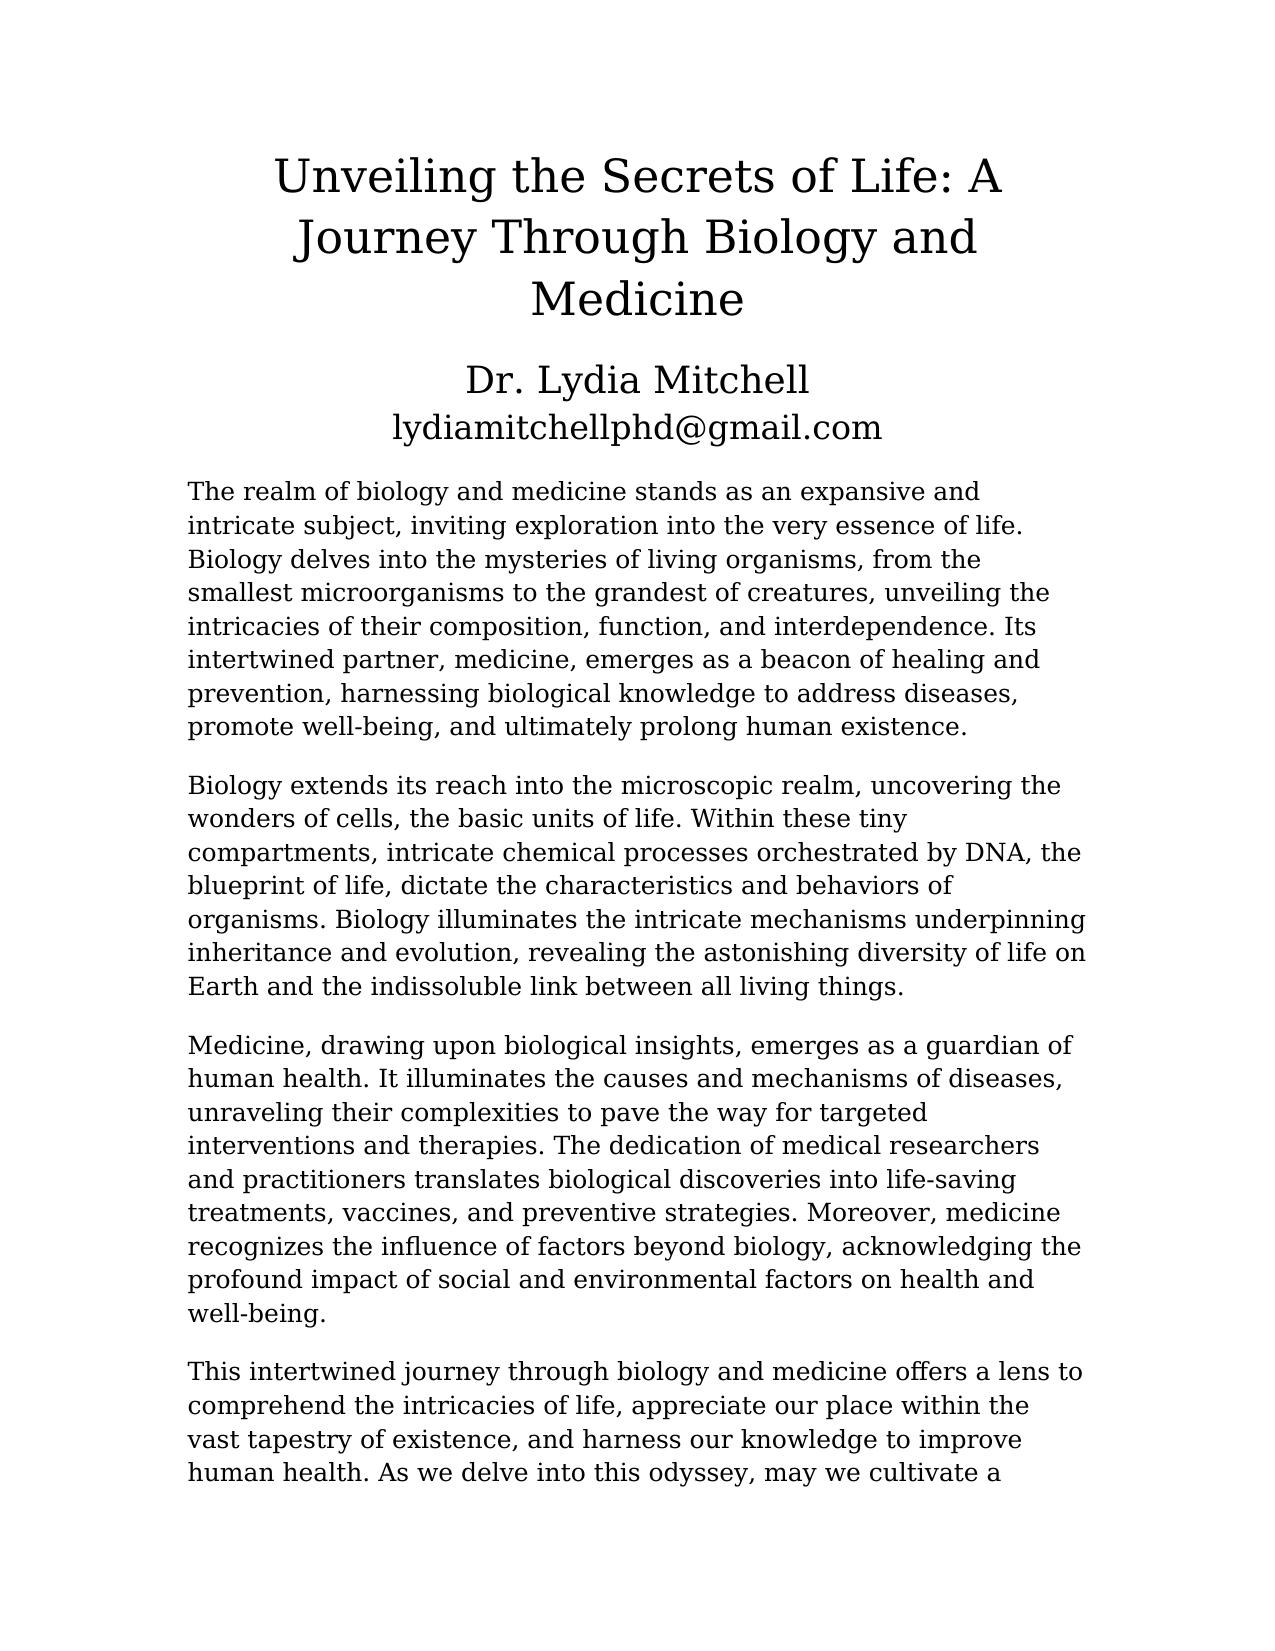 Unveiling the Secrets of Life: A
Journey Through Biology and
Medicine
Dr. Lydia Mitchell
lydiamitchellphd@gmail.com
The realm of biology and medicine stands as an expansive and
intricate subject, inviting exploration into the very essence of life.
Biology delves into the mysteries of living organisms, from the
smallest microorganisms to the grandest of creatures, unveiling the
intricacies of their composition, function, and interdependence. Its
intertwined partner, medicine, emerges as a beacon of healing and
prevention, harnessing biological knowledge to address diseases,
promote well-being, and ultimately prolong human existence.
Biology extends its reach into the microscopic realm, uncovering the
wonders of cells, the basic units of life. Within these tiny
compartments, intricate chemical processes orchestrated by DNA, the
blueprint of life, dictate the characteristics and behaviors of
organisms. Biology illuminates the intricate mechanisms underpinning
inheritance and evolution, revealing the astonishing diversity of life on
Earth and the indissoluble link between all living things.
Medicine, drawing upon biological insights, emerges as a guardian of
human health. It illuminates the causes and mechanisms of diseases,
unraveling their complexities to pave the way for targeted
interventions and therapies. The dedication of medical researchers
and practitioners translates biological discoveries into life-saving
treatments, vaccines, and preventive strategies. Moreover, medicine
recognizes the influence of factors beyond biology, acknowledging the
profound impact of social and environmental factors on health and
well-being.
This intertwined journey through biology and medicine offers a lens to
comprehend the intricacies of life, appreciate our place within the
vast tapestry of existence, and harness our knowledge to improve
human health. As we delve into this odyssey, may we cultivate a